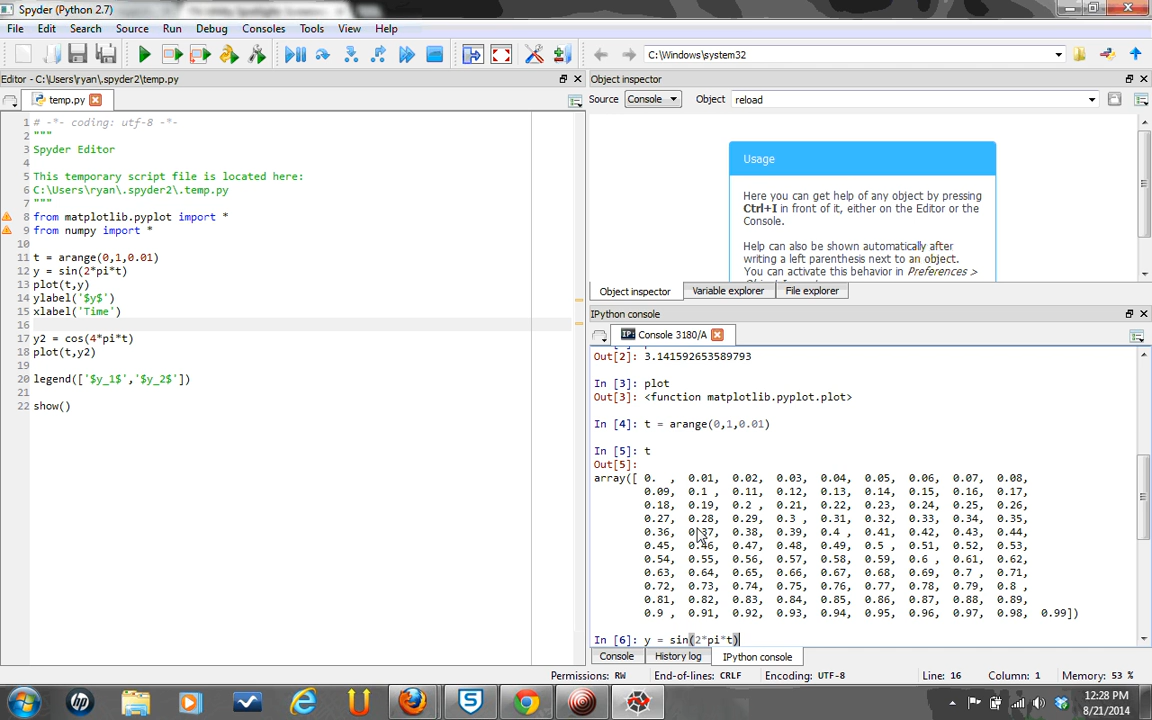 Spyder (Python 2.7)
File Edit Search Source Run Debug Consoles Tools View Help
C:\Windows\system32
Editor - C:\Users\ryan\.spyder2\temp.py
temp.py
1 # -*- coding: utf-8 -*-
2 """
3 Spyder Editor
4
5 This temporary script file is located here:
6 C:\Users\ryan\.spyder2\.temp.py
7 """
8 from matplotlib.pyplot import *
9 from numpy import *
10
11 t = arange(0,1,0.01)
12 y = sin(2*pi*t)
13 plot(t,y)
14 ylabel('$y$')
15 xlabel('Time')
16
17 y2 = cos(4*pi*t)
18 plot(t,y2)
19
20 legend(['$y_1$','$y_2$'])
21
22 show()
Object inspector
Source Console Object reload
Usage
Here you can get help of any object by pressing
Ctrl+I in front of it, either on the Editor or the
Console.
Help can also be shown automatically after
writing a left parenthesis next to an object.
You can activate this behavior in Preferences >
Object inspector Variable explorer File explorer
IPython console
IP: Console 3180/A
Out[2]: 3.141592653589793
In [3]: plot
Out[3]: <function matplotlib.pyplot.plot>
In [4]: t = arange(0,1,0.01)
In [5]: t
Out[5]:
array([ 0. , 0.01, 0.02, 0.03, 0.04, 0.05, 0.06, 0.07, 0.08,
0.09, 0.1 , 0.11, 0.12, 0.13, 0.14, 0.15, 0.16, 0.17,
0.18, 0.19, 0.2 , 0.21, 0.22, 0.23, 0.24, 0.25, 0.26,
0.27, 0.28, 0.29, 0.3 , 0.31, 0.32, 0.33, 0.34, 0.35,
0.36, 0.37, 0.38, 0.39, 0.4 , 0.41, 0.42, 0.43, 0.44,
0.45, 0.46, 0.47, 0.48, 0.49, 0.5 , 0.51, 0.52, 0.53,
0.54, 0.55, 0.56, 0.57, 0.58, 0.59, 0.6 , 0.61, 0.62,
0.63, 0.64, 0.65, 0.66, 0.67, 0.68, 0.69, 0.7 , 0.71,
0.72, 0.73, 0.74, 0.75, 0.76, 0.77, 0.78, 0.79, 0.8 ,
0.81, 0.82, 0.83, 0.84, 0.85, 0.86, 0.87, 0.88, 0.89,
0.9 , 0.91, 0.92, 0.93, 0.94, 0.95, 0.96, 0.97, 0.98, 0.99])
In [6]: y = sin(2*pi*t)
Console History log IPython console
Permissions: RW End-of-lines: CRLF Encoding: UTF-8 Line: 16 Column: 1 Memory: 53 %
hp
12:28 PM
8/21/2014